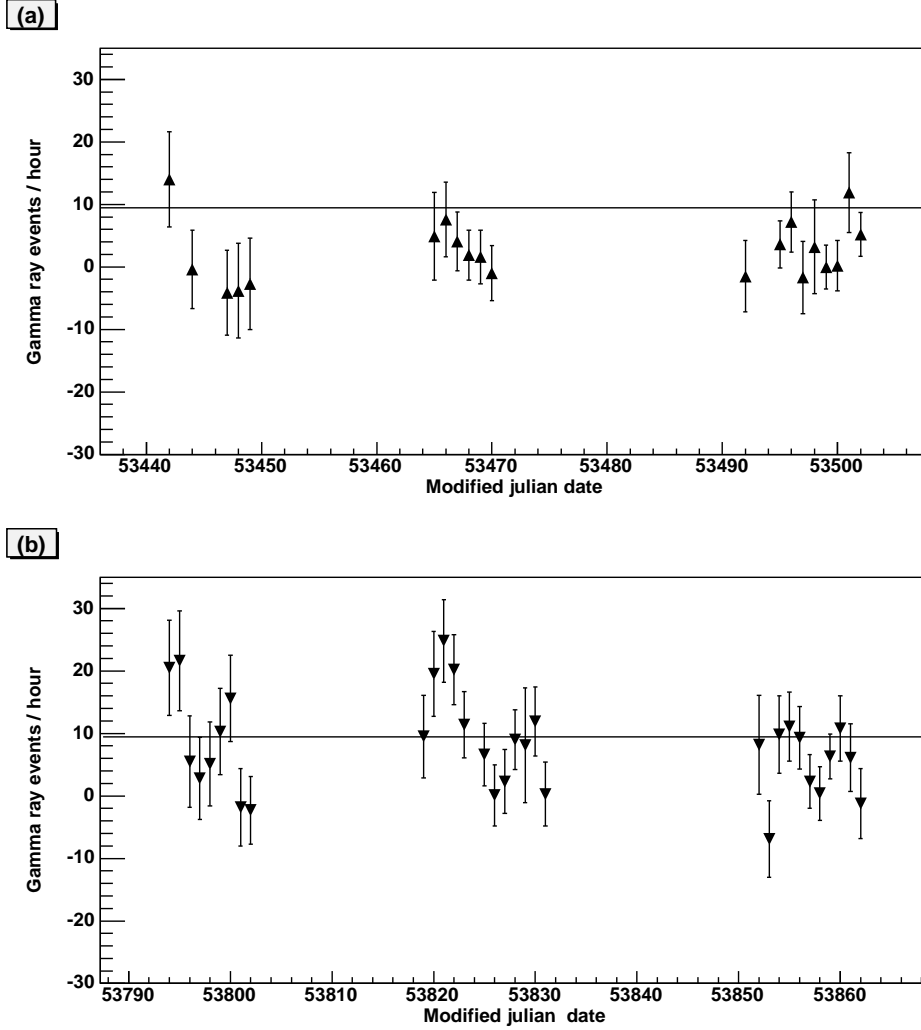 (a)
Gamma ray events / hour
30
20
10
0
-10
-20
-30
53440 53450 53460 53470 53480 53490 53500
Modified julian date
(b)
Gamma ray events / hour
30
20
10
0
-10
-20
-30
53790 53800 53810 53820 53830 53840 53850 53860
Modified julian date